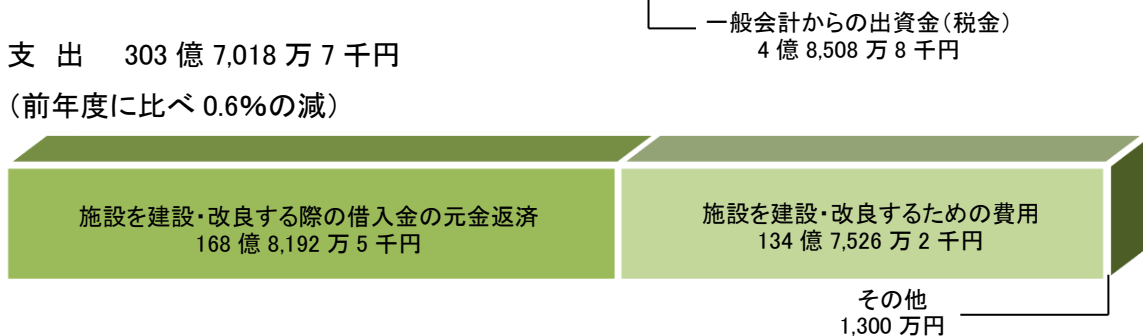 一般会計からの出資金(税金)
4 億 8,508 万 8 千円
支 出 303 億 7,018 万 7 千円
(前年度に比べ 0.6%の減)
施設を建設・改良する際の借入金の元金返済
168 億 8,192 万 5 千円
施設を建設・改良するための費用
134 億 7,526 万 2 千円
その他
1,300 万円